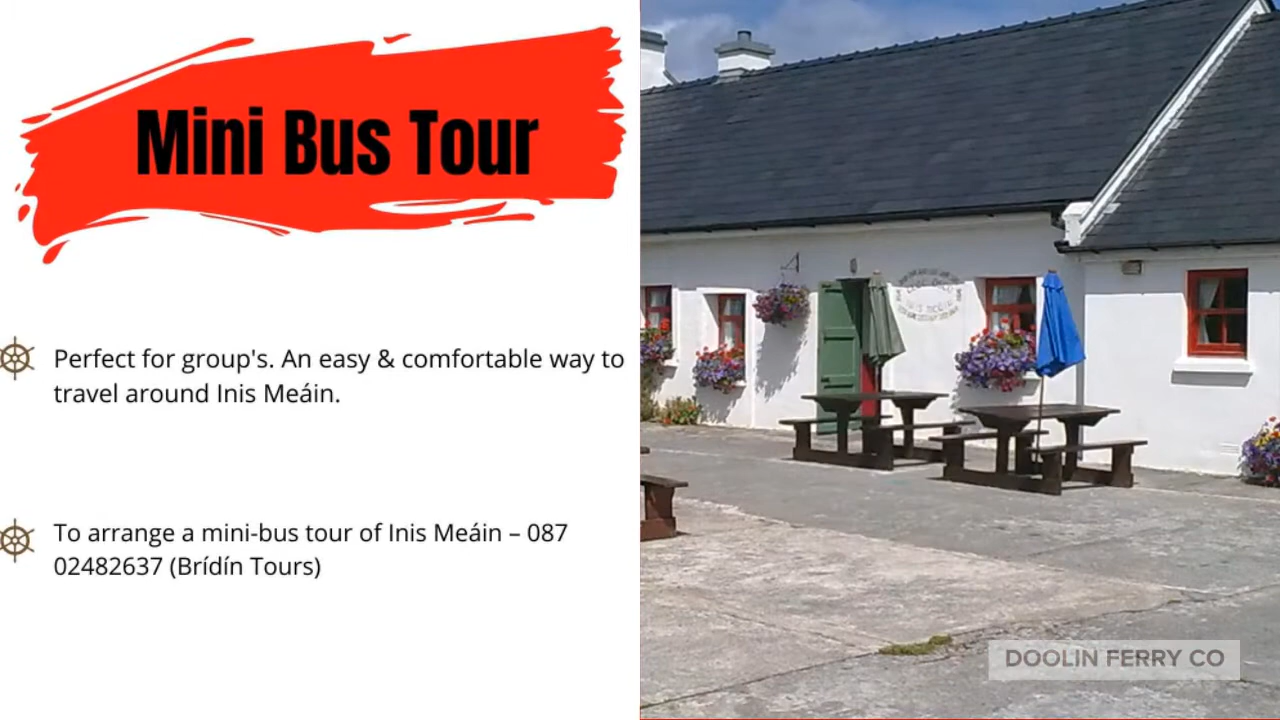 Mini Bus Tour
Perfect for group's. An easy & comfortable way to
travel around Inis Meáin.
To arrange a mini-bus tour of Inis Meáin – 087
02482637 (Brídín Tours)
DOOLIN FERRY CO